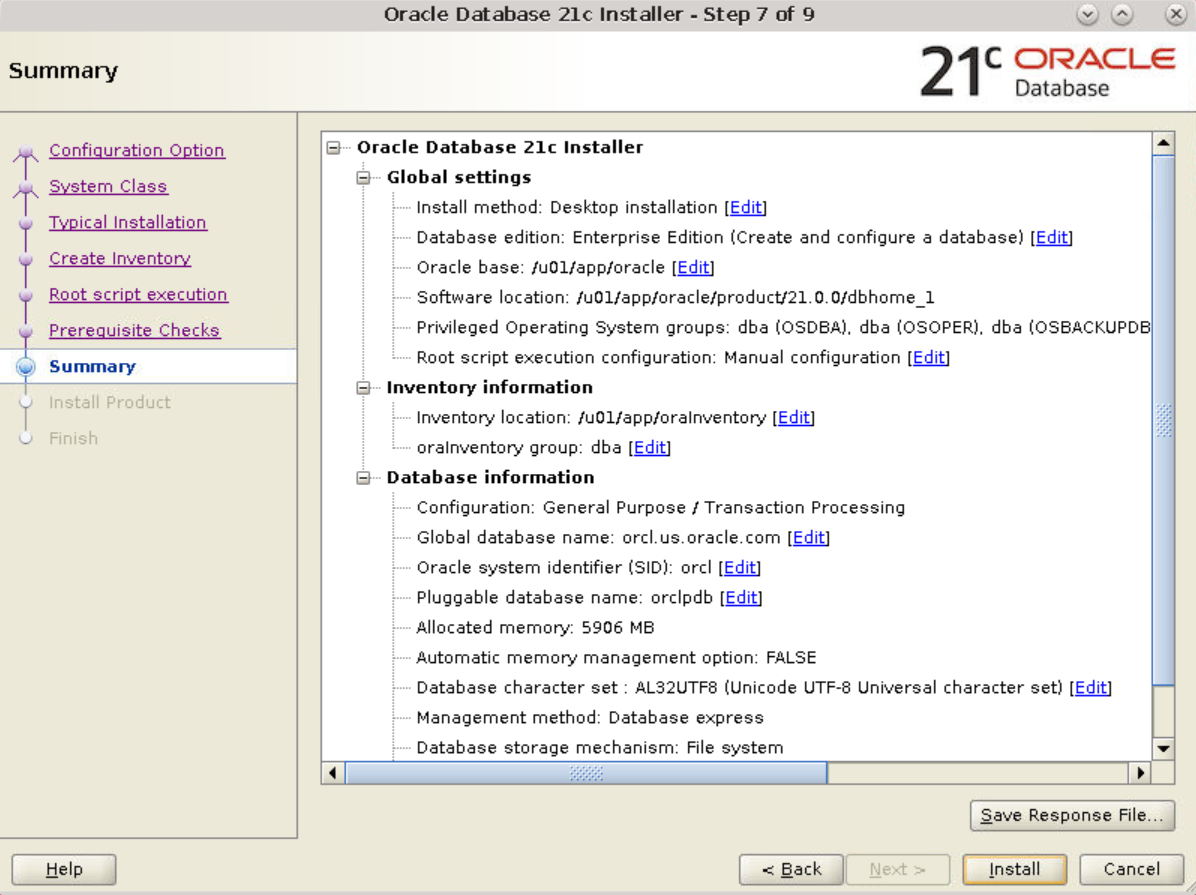 Oracle Database 21c Installer - Step 7 of 9
Summary
21c ORACLE
Database
Configuration Option
System Class
Typical Installation
Create Inventory
Root script execution
Prerequisite Checks
Summary
Install Product
Finish
Oracle Database 21c Installer
Global settings
Install method: Desktop installation [Edit]
Database edition: Enterprise Edition (Create and configure a database) [Edit]
Oracle base: /u01/app/oracle [Edit]
Software location: /u01/app/oracle/product/21.0.0/dbhome_1
Privileged Operating System groups: dba (OSDBA), dba (OSOPER), dba (OSBACKUPDB
Root script execution configuration: Manual configuration [Edit]
Inventory information
Inventory location: /u01/app/oraInventory [Edit]
oraInventory group: dba [Edit]
Database information
Configuration: General Purpose / Transaction Processing
Global database name: orcl.us.oracle.com [Edit]
Oracle system identifier (SID): orcl [Edit]
Pluggable database name: orclpdb [Edit]
Allocated memory: 5906 MB
Automatic memory management option: FALSE
Database character set : AL32UTF8 (Unicode UTF-8 Universal character set) [Edit]
Management method: Database express
Database storage mechanism: File system
Save Response File...
Help
< Back
Next >
Install
Cancel